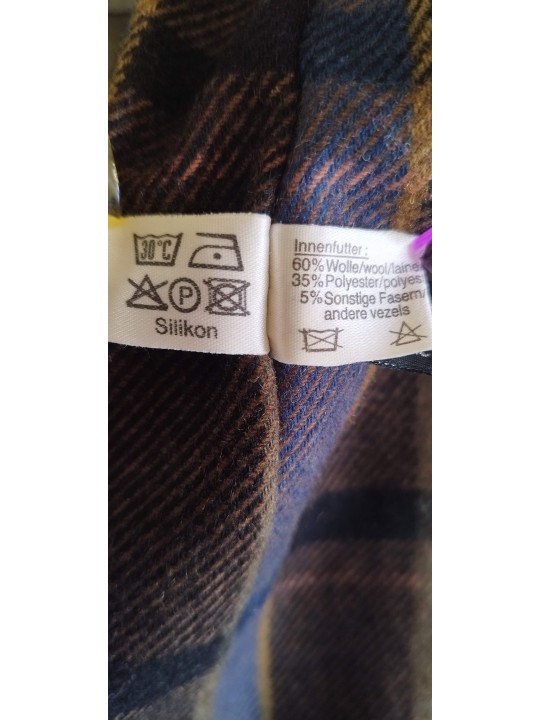 30°C
P
Silikon
Innenfutter:
60% Wolle/wool/laine
35% Polyester/polyes
5% Sonstige Fasern/
andere vezels